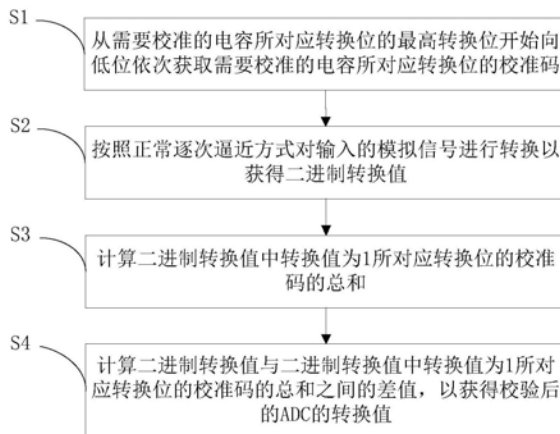 S1
从需要校准的电容所对应转换位的最高转换位开始向
低位依次获取需要校准的电容所对应转换位的校准码
S2
按照正常逐次逼近方式对输入的模拟信号进行转换以
获得二进制转换值
S3
计算二进制转换值中转换值为1所对应转换位的校准
码的总和
S4
计算二进制转换值与二进制转换值中转换值为1所对
应转换位的校准码的总和之间的差值，以获得校验后
的ADC的转换值